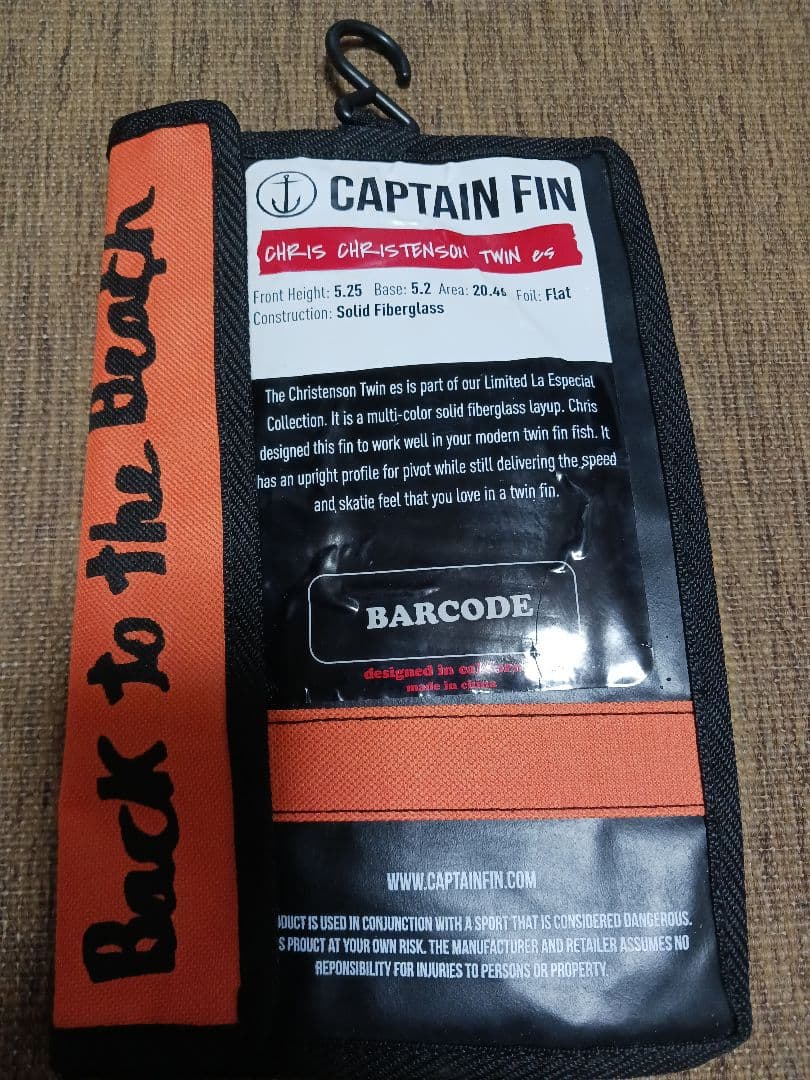 Back to the Beach
CAPTAIN FIN
CHRIS CHRISTENSON TWIN es
Front Height: 5.25 Base: 5.2 Area: 20.46 Foil: Flat
Construction: Solid Fiberglass
The Christenson Twin es is part of our Limited La Especial
Collection. It is a multi-color solid fiberglass layup. Chris
designed this fin to work well in your modern twin fin fish. It
has an upright profile for pivot while still delivering the speed
and skatie feel that you love in a twin fin.
BARCODE
designed in
made in china
WWW.CAPTAINFIN.COM
IS USED IN CONJUNCTION WITH A SPORT THAT IS CONSIDERED DANGEROUS.
PROUCT AT YOUR OWN RISK. THE MANUFACTURER AND RETAILER ASSUMES NO
REPONSIBILITY FOR INJURIES TO PERSONS OR PROPERTY.